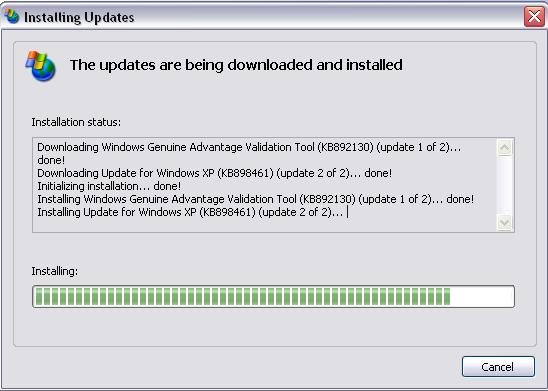 Installing Updates
The updates are being downloaded and installed
Installation status:
Downloading Windows Genuine Advantage Validation Tool (KB892130) (update 1 of 2)...
done!
Downloading Update for Windows XP (KB898461) (update 2 of 2)... done!
Initializing installation... done!
Installing Windows Genuine Advantage Validation Tool (KB892130) (update 1 of 2)... done!
Installing Update for Windows XP (KB898461) (update 2 of 2)...
Installing:
Cancel